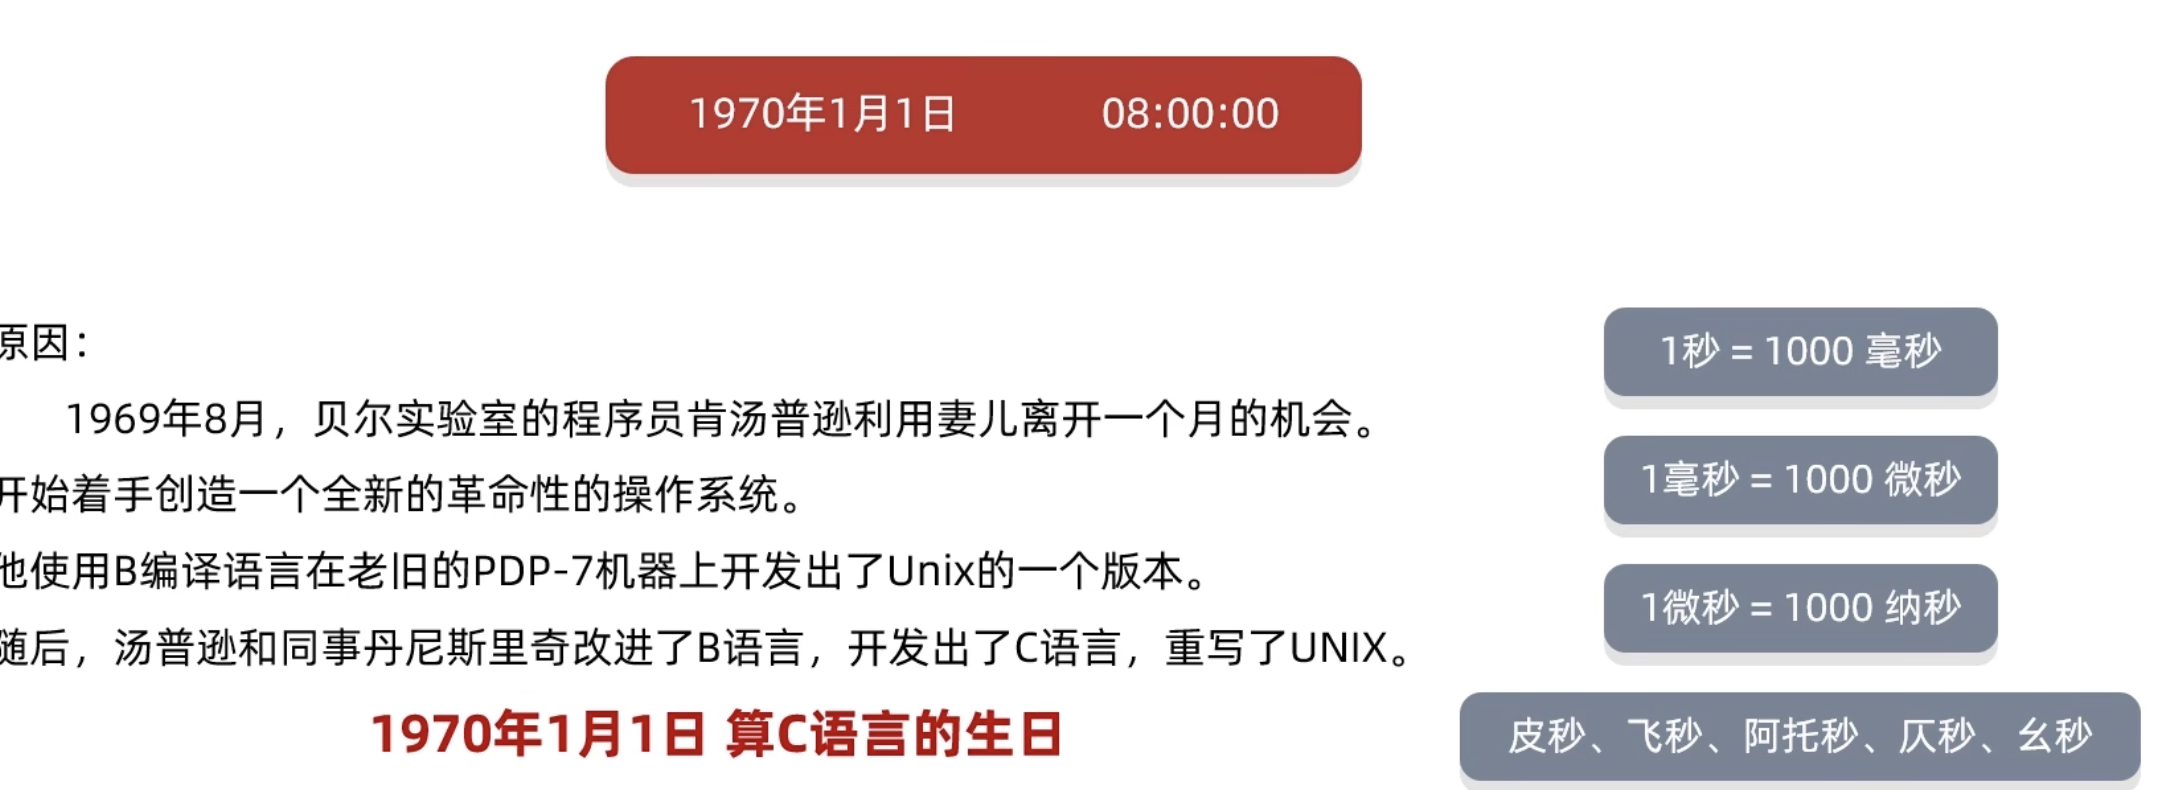 1970年1月1日 08:00:00
原因：
1969年8月，贝尔实验室的程序员肯汤普逊利用妻儿离开一个月的机会。
开始着手创造一个全新的革命性的操作系统。
他使用B编译语言在老旧的PDP-7机器上开发出了Unix的一个版本。
随后，汤普逊和同事丹尼斯里奇改进了B语言，开发出了C语言，重写了UNIX。
1970年1月1日 算C语言的生日
1秒 = 1000 毫秒
1毫秒 = 1000 微秒
1微秒 = 1000 纳秒
皮秒、飞秒、阿托秒、仄秒、幺秒